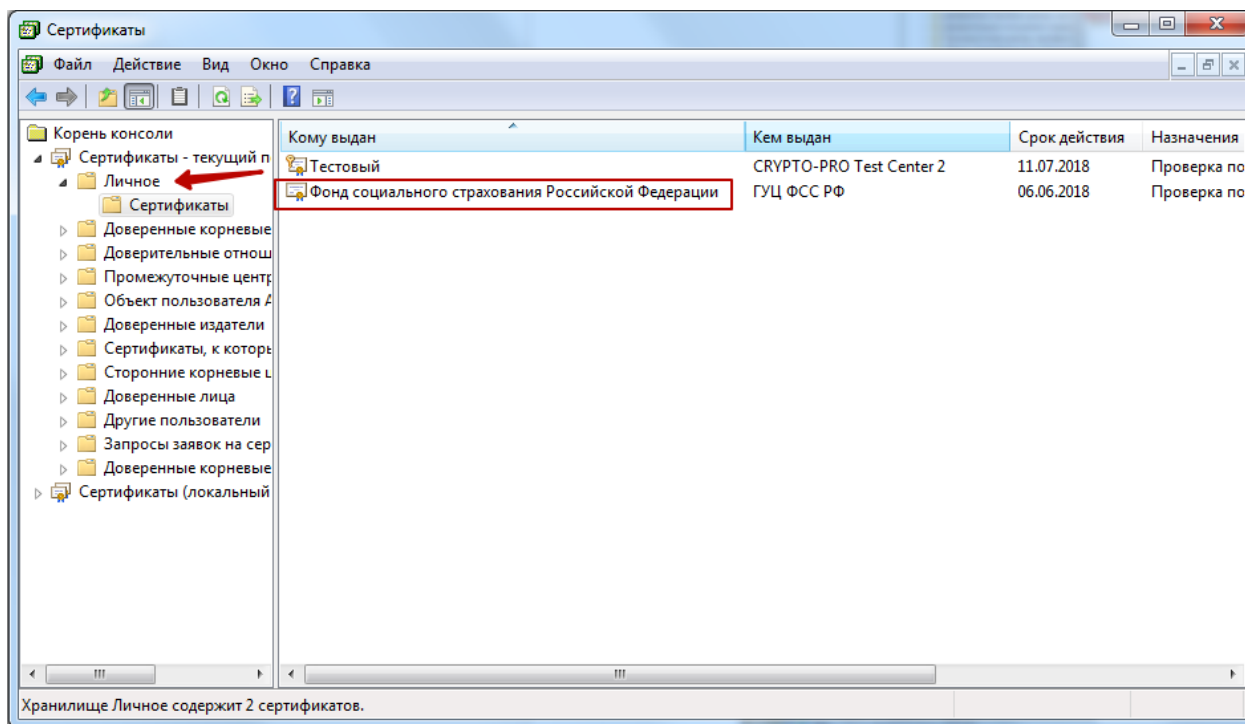 Сертификаты
Файл Действие Вид Окно Справка
Корень консоли
Сертификаты - текущий п
Личное
Сертификаты
Доверенные корневые
Доверительные отнош
Промежуточные центр
Объект пользователя A
Доверенные издатели
Сертификаты, к которь
Сторонние корневые ц
Доверенные лица
Другие пользователи
Запросы заявок на сер
Доверенные корневые
Сертификаты (локальный
Кому выдан Кем выдан Срок действия Назначения
Тестовый CRYPTO-PRO Test Center 2 11.07.2018 Проверка по
Фонд социального страхования Российской Федерации ГУЦ ФСС РФ 06.06.2018 Проверка по
Хранилище Личное содержит 2 сертификатов.